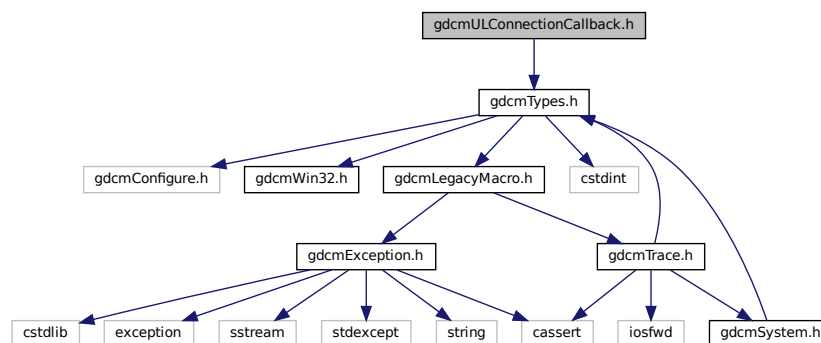 gdcmULConnectionCallback.h
gdcmTypes.h
gdcmConfigure.h
gdcmWin32.h
gdcmLegacyMacro.h
cstdint
gdcmException.h
gdcmTrace.h
cstdlib
exception
sstream
stdexcept
string
cassert
iosfwd
gdcmSystem.h